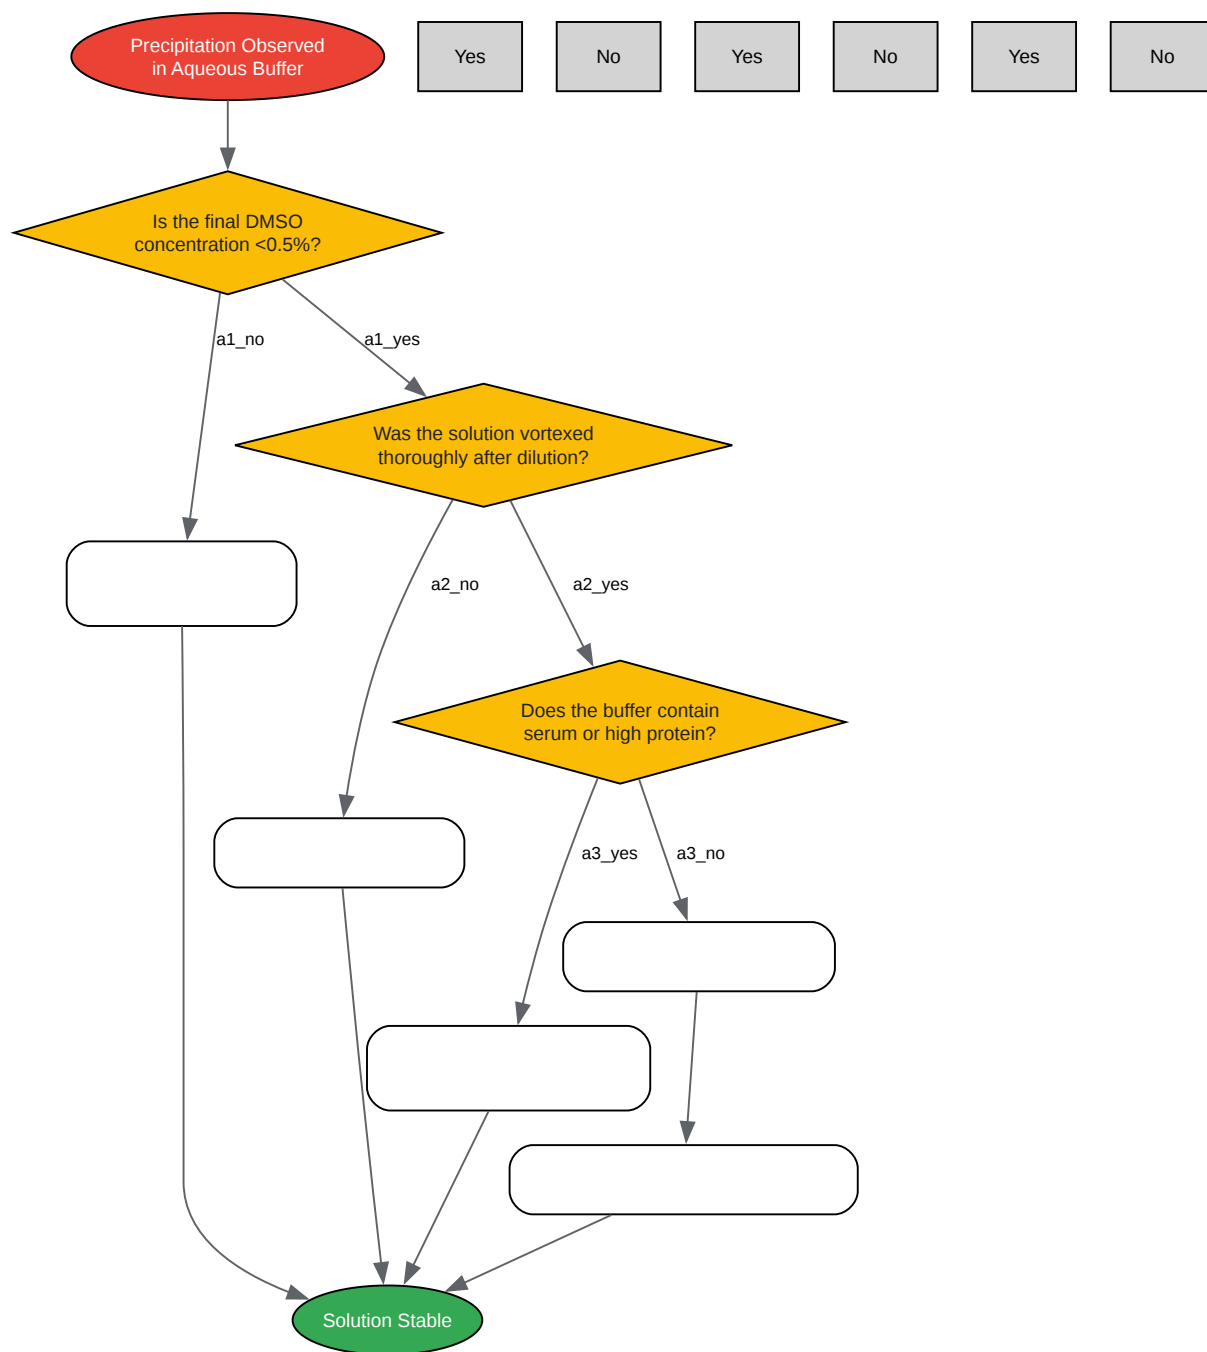 Precipitation Observed
in Aqueous Buffer
Yes
No
Yes
No
Yes
No
Is the final DMSO
concentration <0.5%?
a1_no
a1_yes
Was the solution vortexed
thoroughly after dilution?
a2_no
a2_yes
Does the buffer contain
serum or high protein?
a3_yes
a3_no
Solution Stable